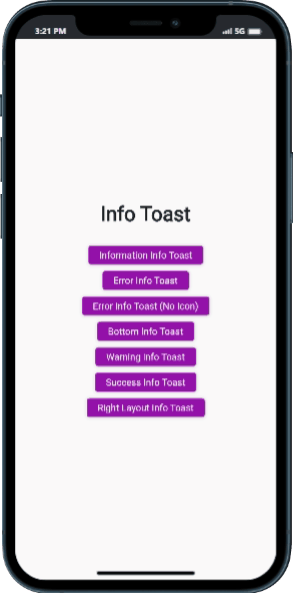 3:21 PM 5G
Info Toast
Information Info Toast
Error Info Toast
Error Info Toast (No Icon)
Bottom Info Toast
Warning Info Toast
Success Info Toast
Right Layout Info Toast